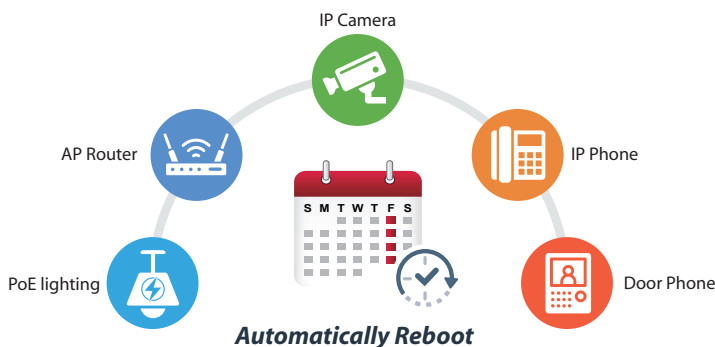 IP Camera
AP Router
IP Phone
S M T W T F S
PoE lighting
Door Phone
Automatically Reboot